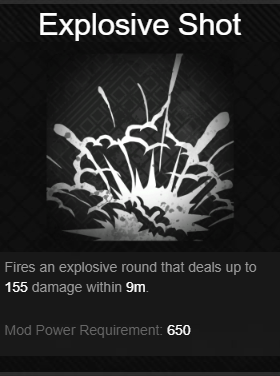 Explosive Shot
Fires an explosive round that deals up to
155 damage within 9m.
Mod Power Requirement: 650